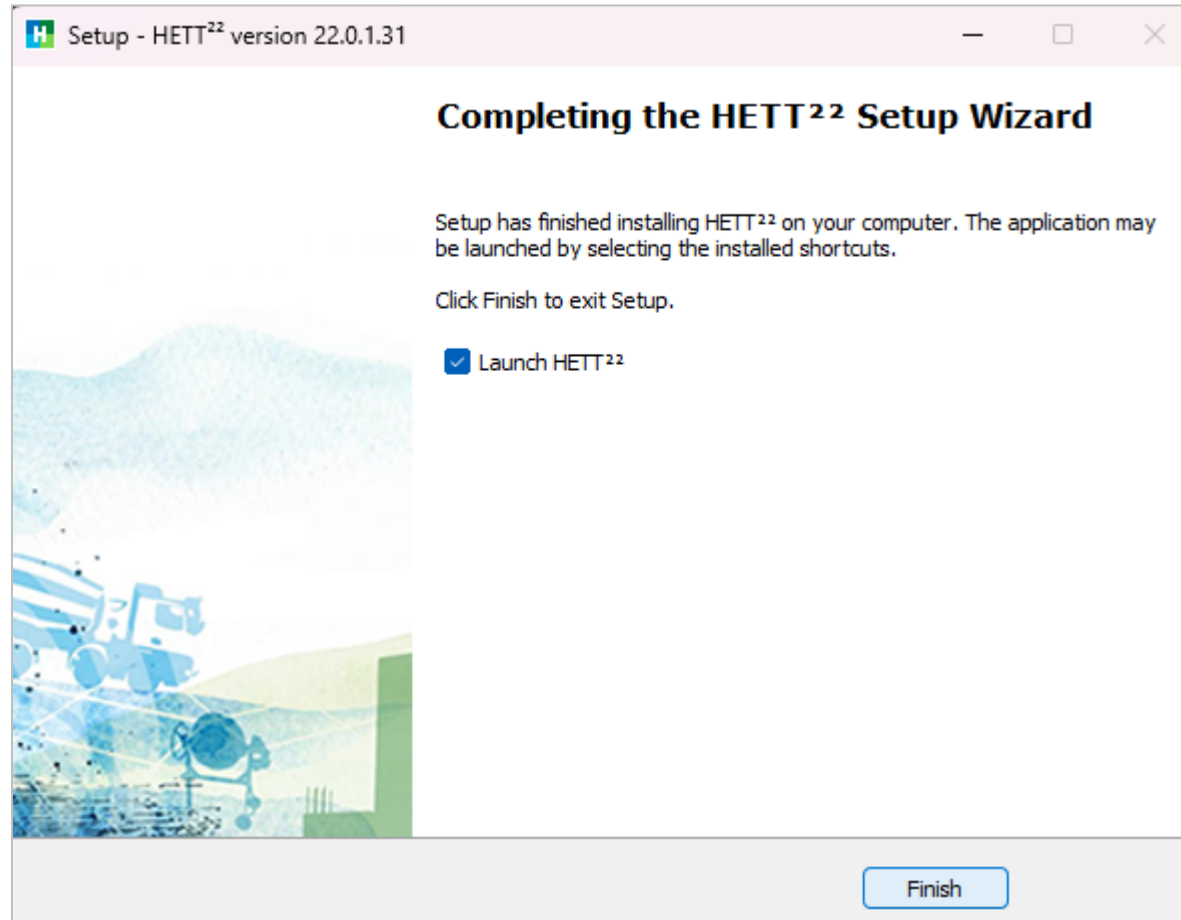 H Setup - HETT²² version 22.0.1.31
Completing the HETT²² Setup Wizard
Setup has finished installing HETT²² on your computer. The application may
be launched by selecting the installed shortcuts.
Click Finish to exit Setup.
Launch HETT²²
Finish